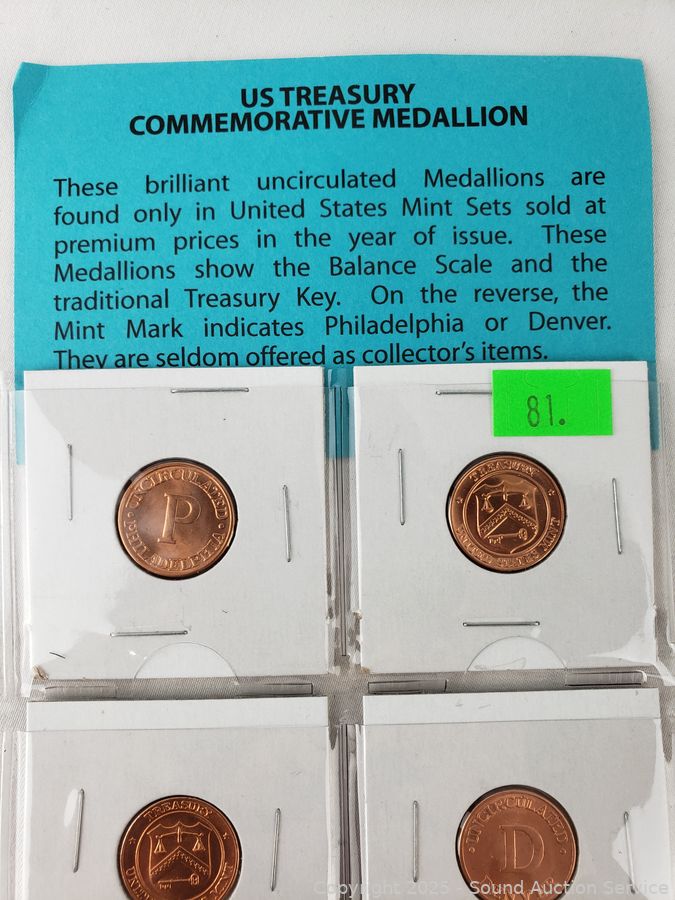 US TREASURY
COMMEMORATIVE MEDALLION
These brilliant uncirculated Medallions are
found only in United States Mint Sets sold at
premium prices in the year of issue. These
Medallions show the Balance Scale and the
traditional Treasury Key. On the reverse, the
Mint Mark indicates Philadelphia or Denver.
They are seldom offered as collector's items.
81.
UNCIRCULATED
P
PHILADELPHIA
TREASURY
UNITED STATES MINT
TREASURY
UNCIRCULATED
D
Copyright 2025 - Sound Auction Service